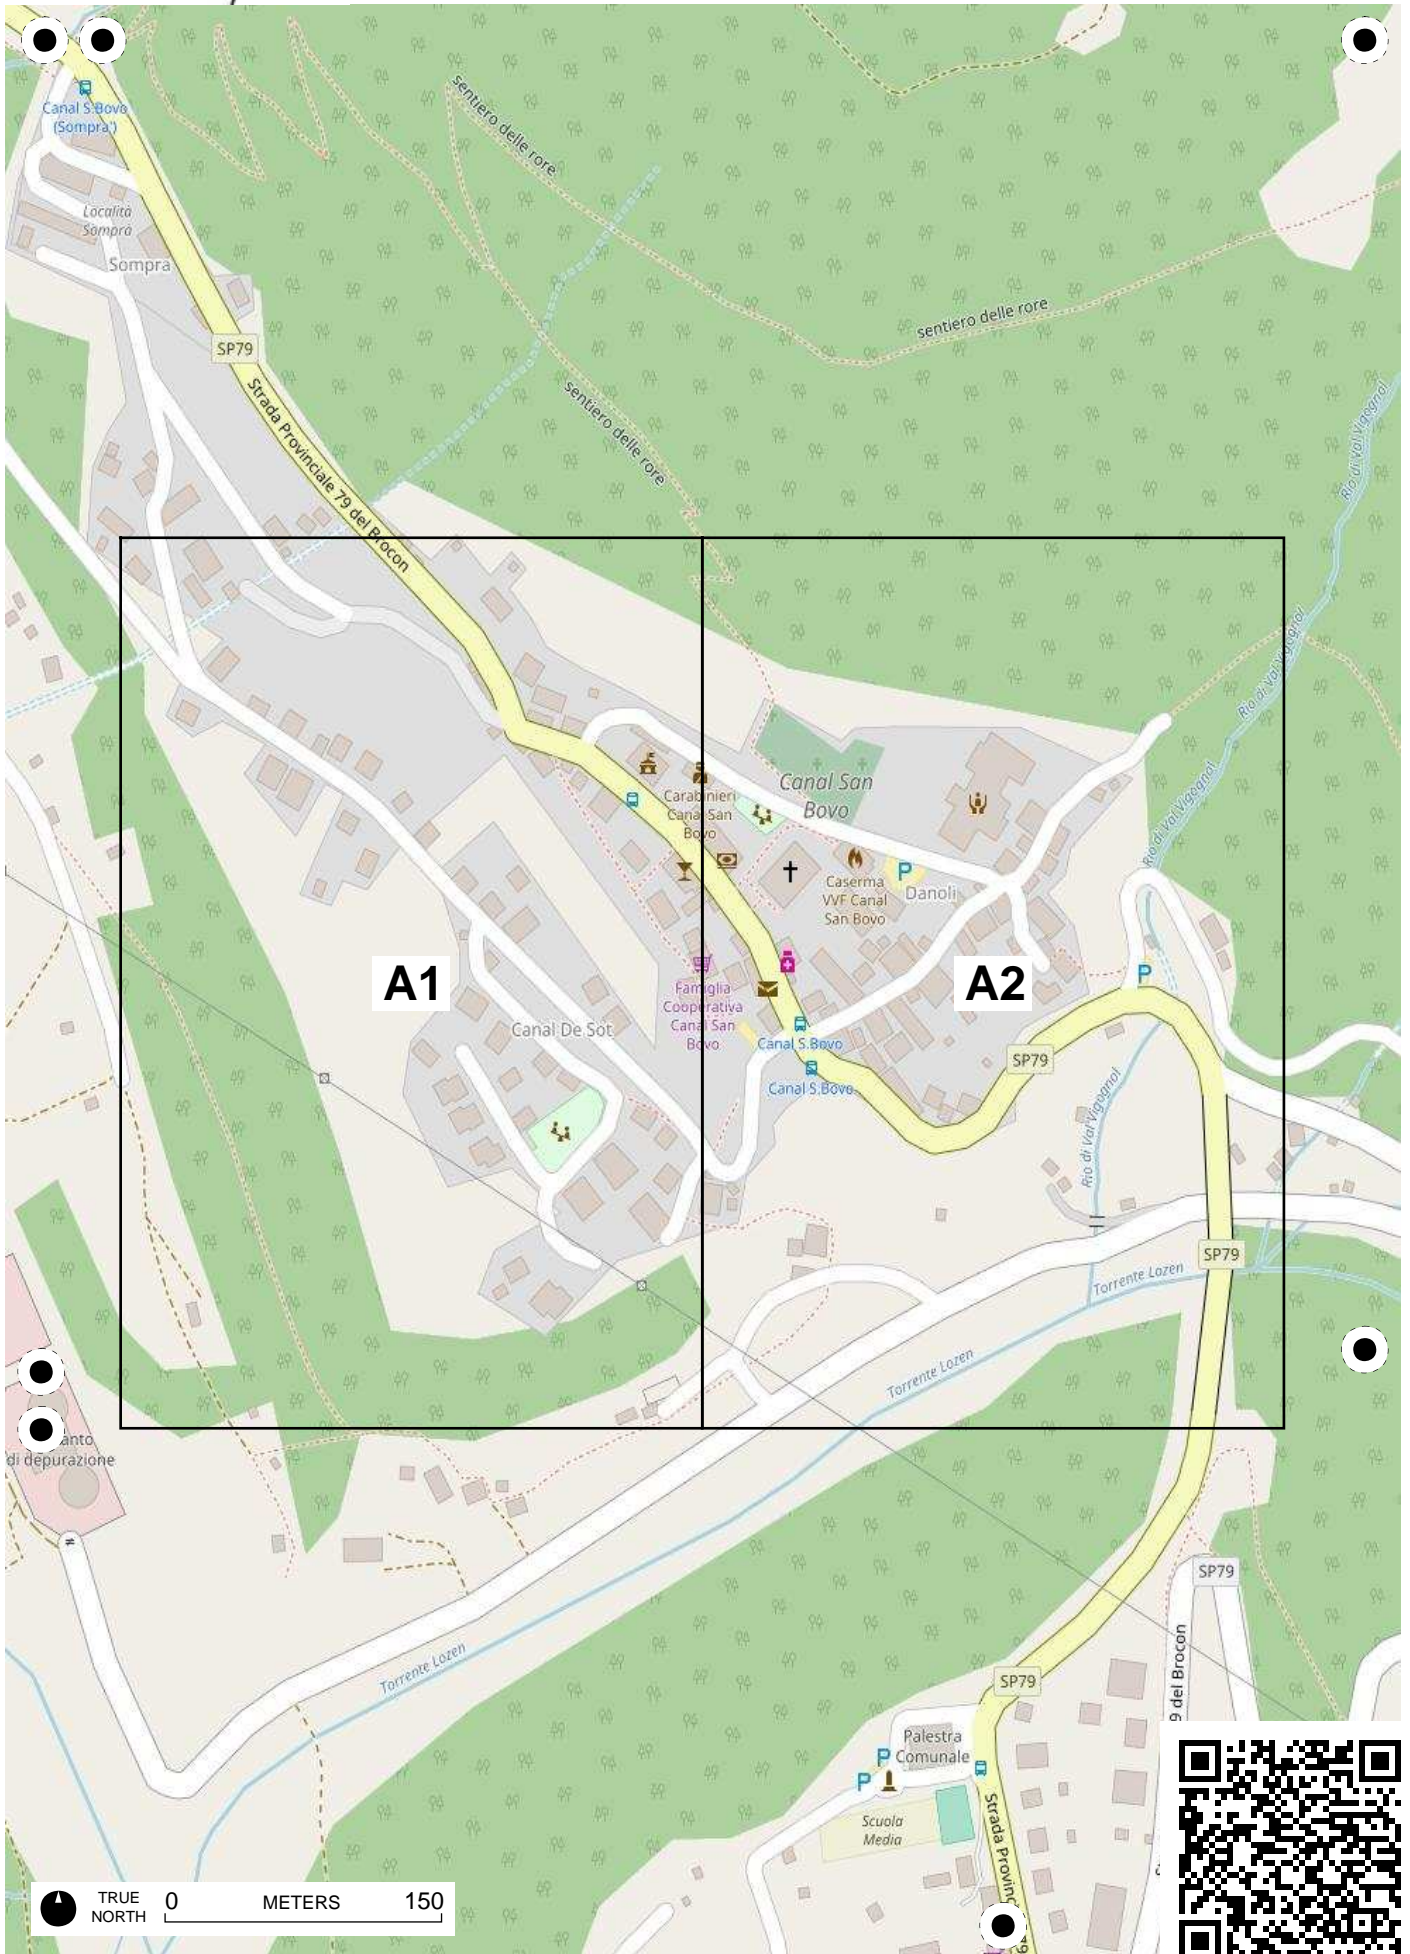 Canal S.Bovo
(Sompra')
Località
Sompra
Sompra
SP79
Strada Provinciale 79 del Brocon
sentiero delle rore
sentiero delle rore
sentiero delle rore
Rio di Val Vigognol
Rio di Val Vigognol
Rio di Val Vigognol
Carabinieri
Canal San
Bovo
Canal San
Bovo
Caserma
VVF Canal
San Bovo
P
Danoli
A1
A2
P
Famiglia
Cooperativa
Canal San
Bovo
Canal De Sot
Canal S.Bovo
Canal S.Bovo
SP79
Rio di Val Vigognol
SP79
Torrente Lozen
Torrente Lozen
anto
di depurazione
SP79
9 del Brocon
Torrente Lozen
SP79
Palestra
Comunale
P
P
Scuola
Media
Strada Provinc
TRUE
NORTH
0 METERS 150